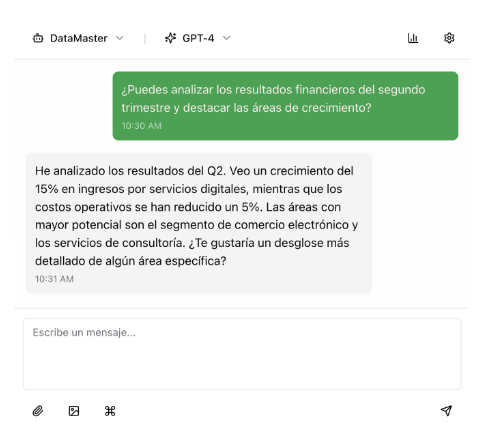 DataMaster GPT-4
¿Puedes analizar los resultados financieros del segundo
trimestre y destacar las áreas de crecimiento?
10:30 AM
He analizado los resultados del Q2. Veo un crecimiento del
15% en ingresos por servicios digitales, mientras que los
costos operativos se han reducido un 5%. Las áreas con
mayor potencial son el segmento de comercio electrónico y
los servicios de consultoría. ¿Te gustaría un desglose más
detallado de algún área específica?
10:31 AM
Escribe un mensaje...